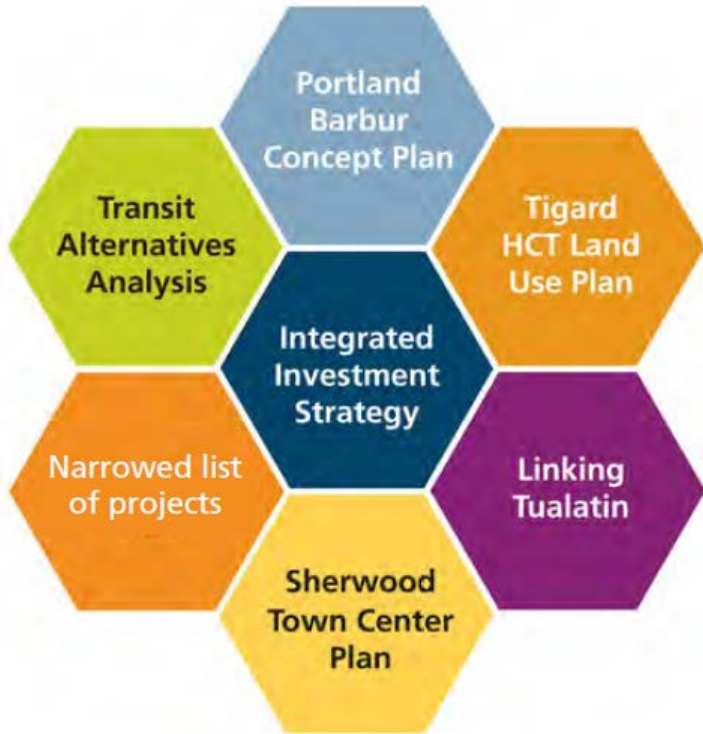 Portland
Barbur
Concept Plan
Transit
Alternatives
Analysis
Tigard
HCT Land
Use Plan
Integrated
Investment
Strategy
Narrowed list
of projects
Linking
Tualatin
Sherwood
Town Center
Plan